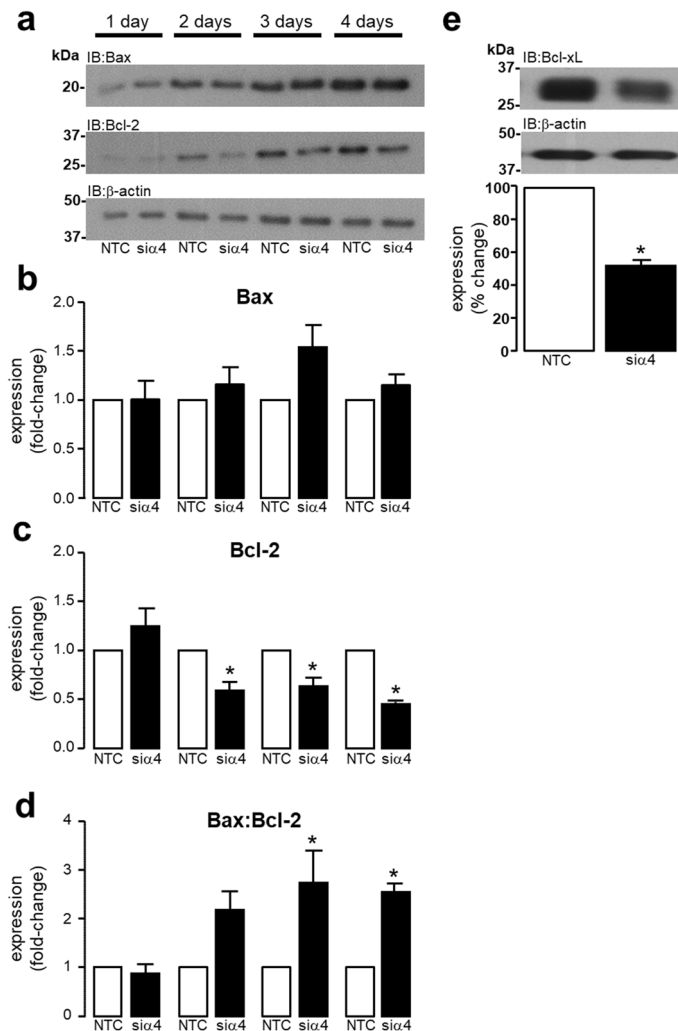 a
1 day 2 days 3 days 4 days
kDa
IB:Bax
20-
IB:Bcl-2
37-
25-
IB:β-actin
50-
37-
NTC siα4 NTC siα4 NTC siα4 NTC siα4
b
Bax
expression
(fold-change)
2.0
1.5
1.0
0.5
0.0
NTC siα4 NTC siα4 NTC siα4 NTC siα4
c
Bcl-2
expression
(fold-change)
2.0
1.5
1.0
0.5
0.0
* * *
NTC siα4 NTC siα4 NTC siα4 NTC siα4
d
Bax:Bcl-2
expression
(fold-change)
4
3
2
1
0
* *
NTC siα4 NTC siα4 NTC siα4 NTC siα4
e
kDa
IB:Bcl-xL
37-
25-
IB:β-actin
50-
37-
expression
(% change)
100
80
60
40
20
0
100
*
NTC siα4